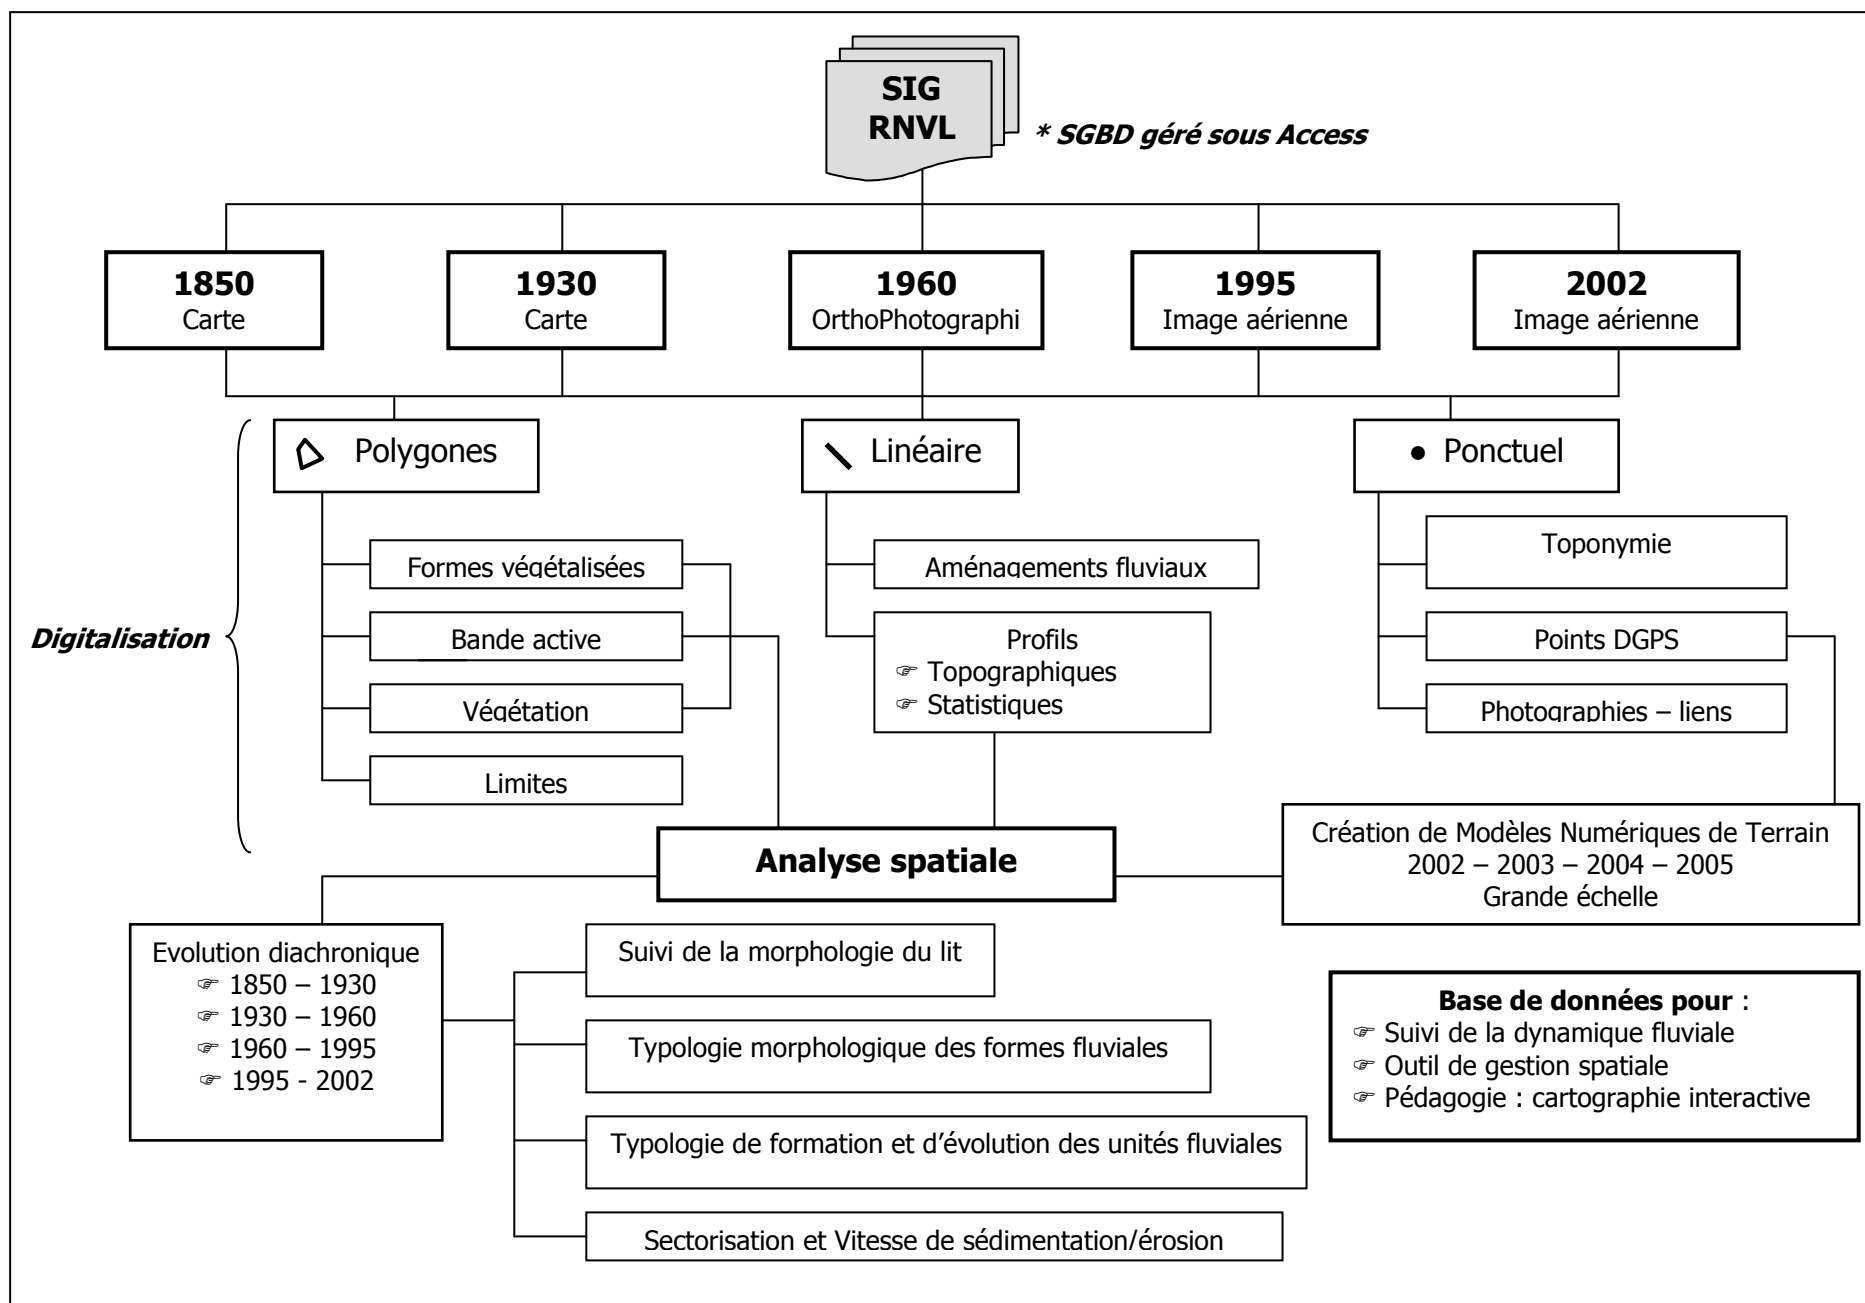 SIG
RNVL
* SGBD géré sous Access
1850
Carte
1930
Carte
1960
OrthoPhotographi
1995
Image aérienne
2002
Image aérienne
Polygones
Linéaire
Ponctuel
Digitalisation
Formes végétalisées
Bande active
Végétation
Limites
Aménagements fluviaux
Profils
☞ Topographiques
☞ Statistiques
Toponymie
Points DGPS
Photographies – liens
Analyse spatiale
Création de Modèles Numériques de Terrain
2002 – 2003 – 2004 – 2005
Grande échelle
Evolution diachronique
☞ 1850 – 1930
☞ 1930 – 1960
☞ 1960 – 1995
☞ 1995 - 2002
Suivi de la morphologie du lit
Typologie morphologique des formes fluviales
Typologie de formation et d’évolution des unités fluviales
Sectorisation et Vitesse de sédimentation/érosion
Base de données pour :
☞ Suivi de la dynamique fluviale
☞ Outil de gestion spatiale
☞ Pédagogie : cartographie interactive